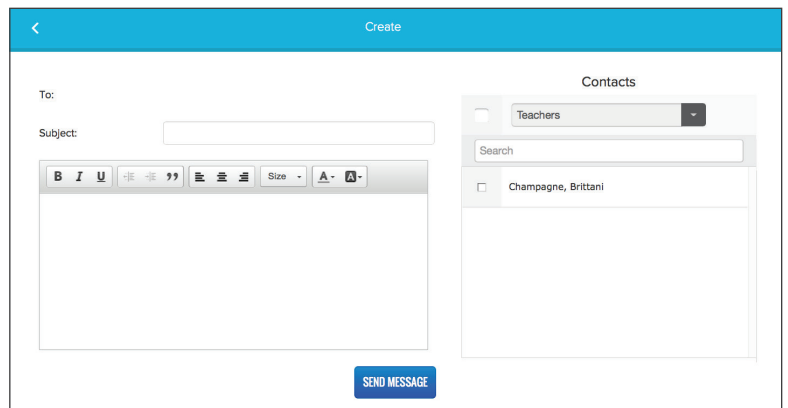 Create
To:
Subject:
B I U ” Size A A
SEND MESSAGE
Contacts
Teachers
Search
Champagne, Brittani